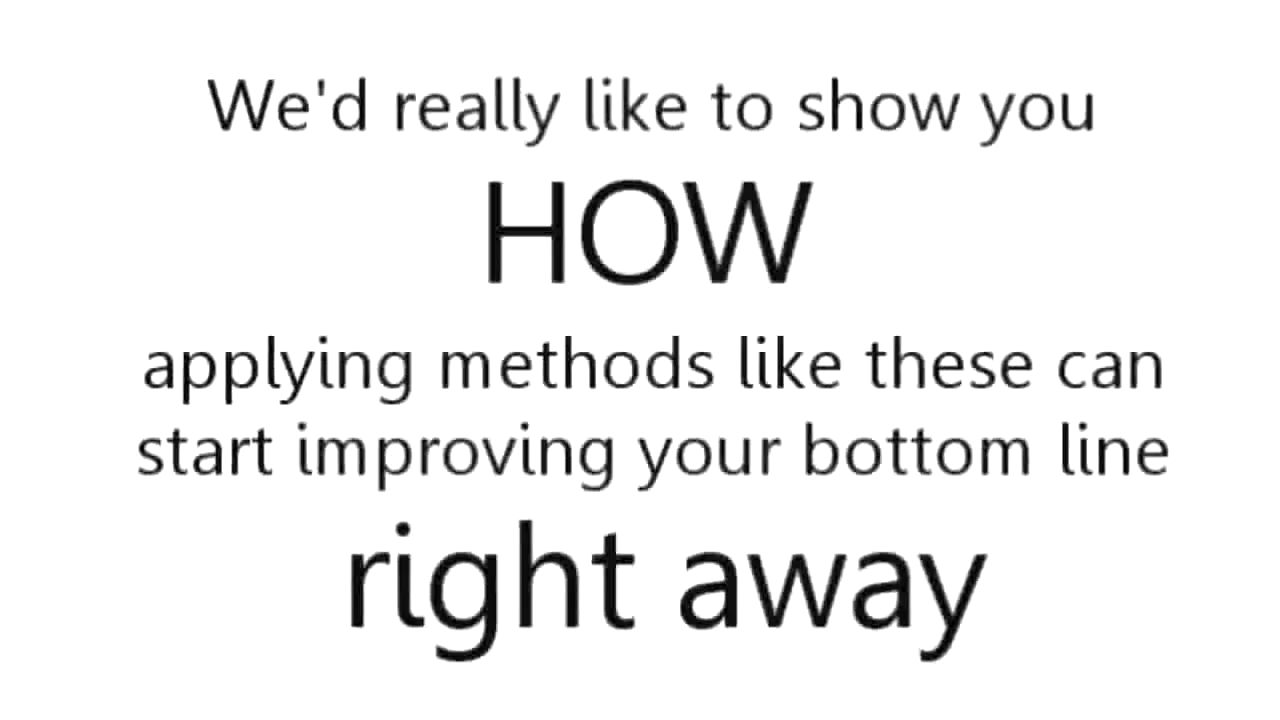 We'd really like to show you
HOW
applying methods like these can
start improving your bottom line
right away